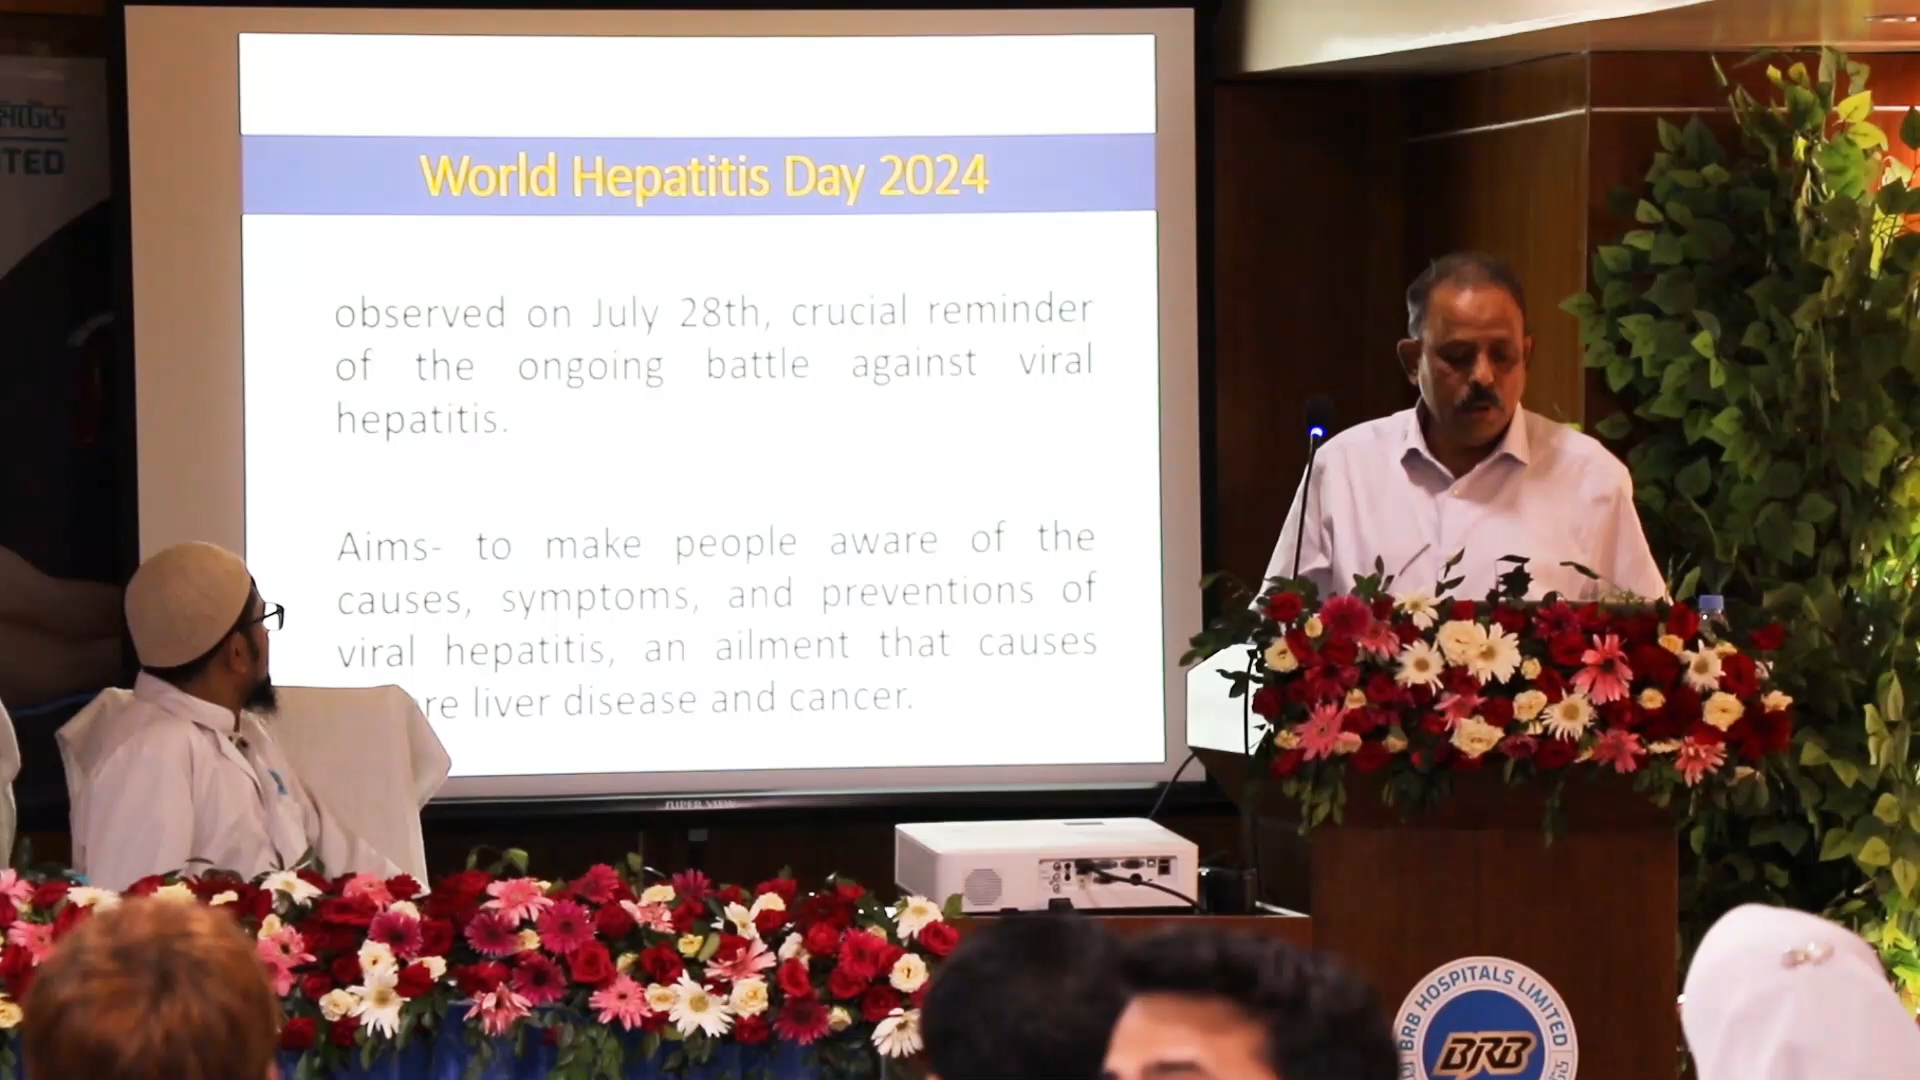 লিটেড
TED
World Hepatitis Day 2024
observed on July 28th, crucial reminder
of the ongoing battle against viral
hepatitis.
Aims- to make people aware of the
causes, symptoms, and preventions of
viral hepatitis, an ailment that causes
re liver disease and cancer.
BRB HOSPITALS LIMITED
BRB